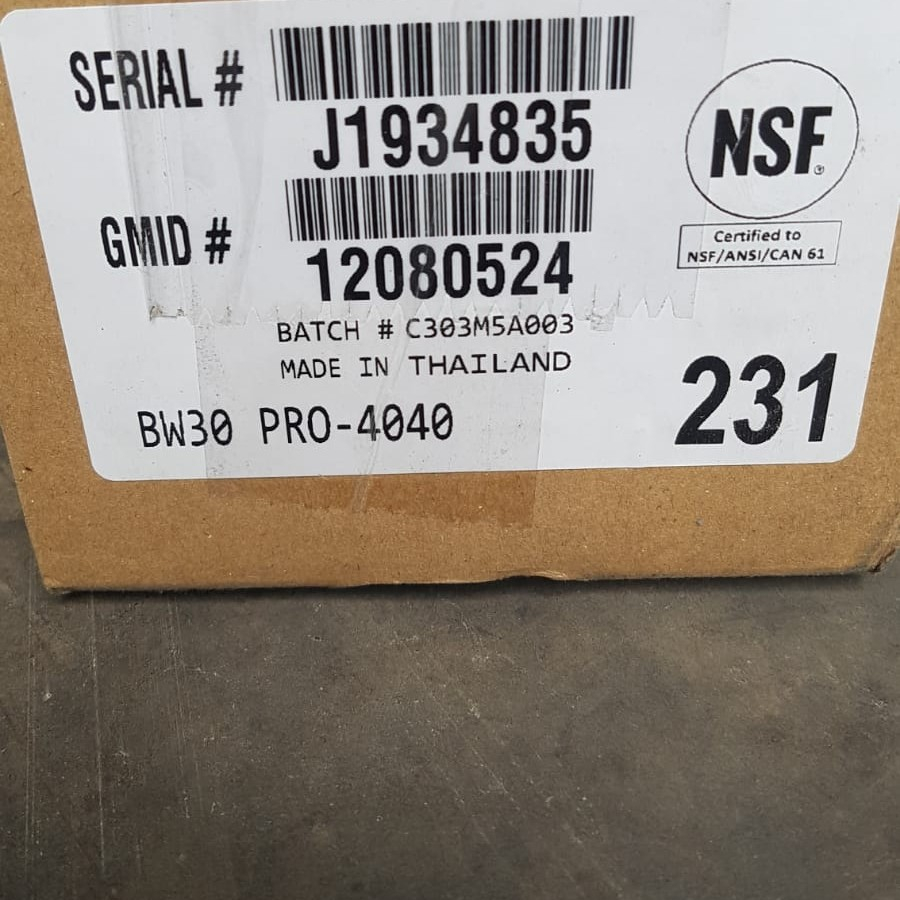 SERIAL #
J1934835
GMID #
12080524
BATCH # C303M5A003
MADE IN THAILAND
BW30 PRO-4040
NSF®
Certified to
NSF/ANSI/CAN 61
231